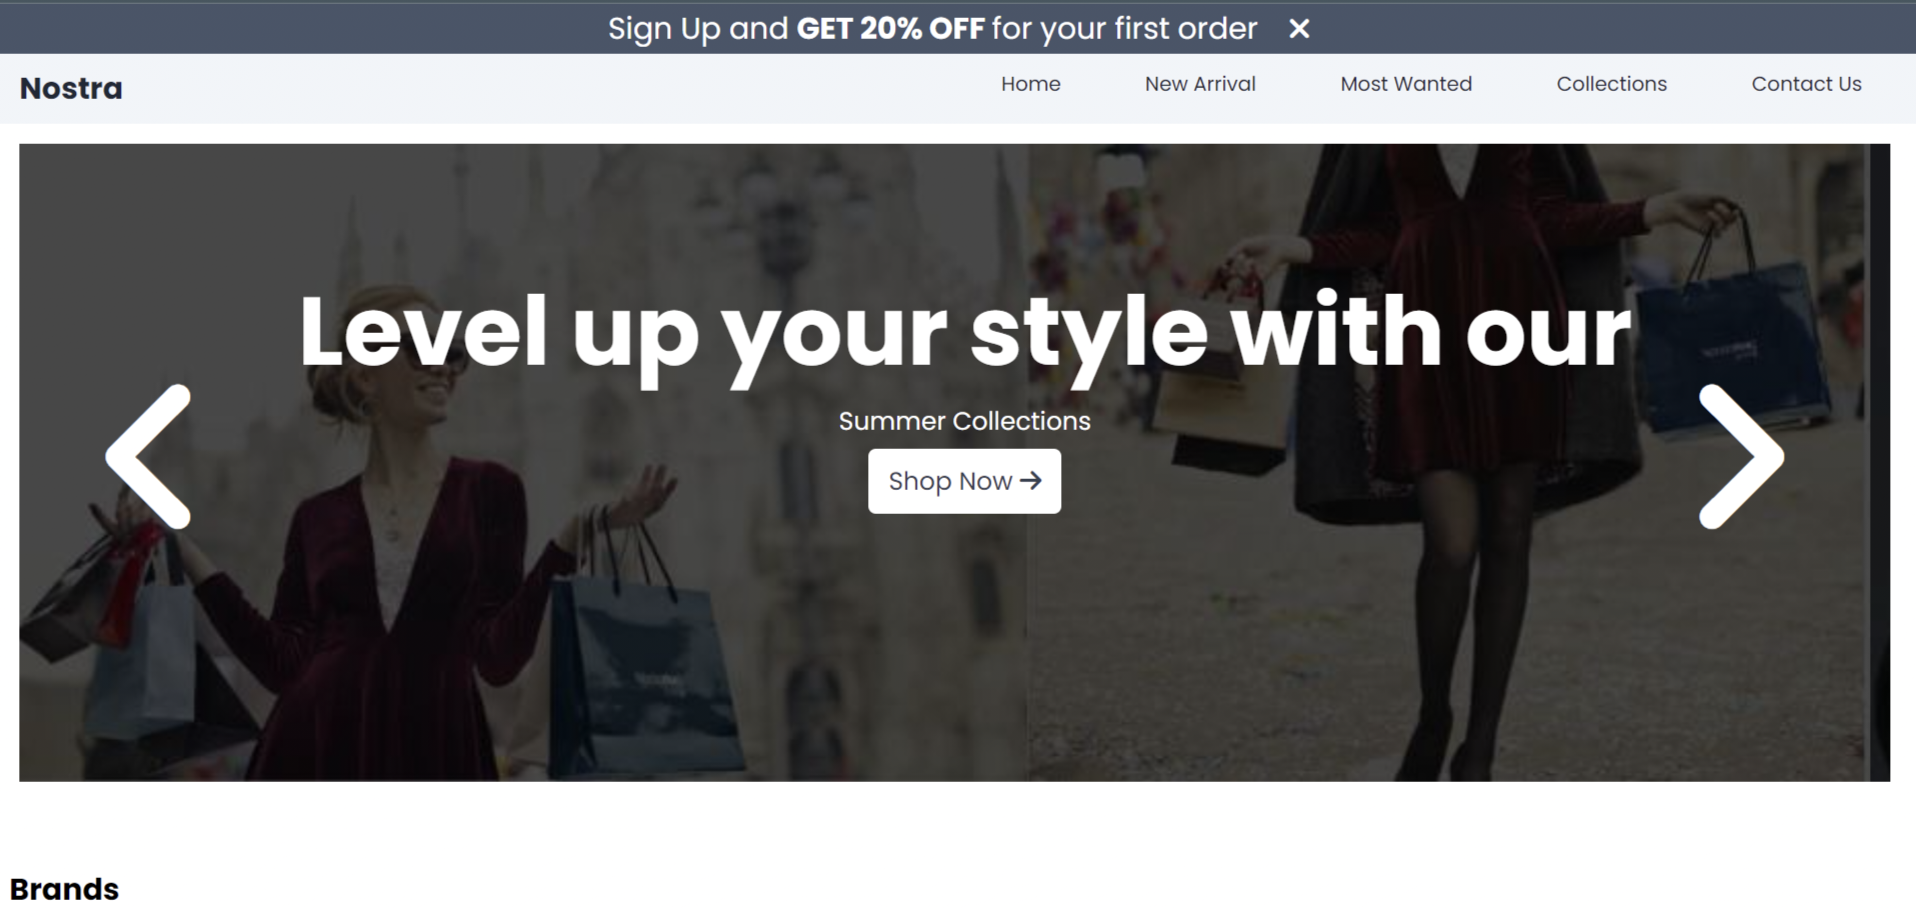 Sign Up and GET 20% OFF for your first order
Nostra
Home New Arrival Most Wanted Collections Contact Us
Level up your style with our
Summer Collections
Shop Now →
Brands